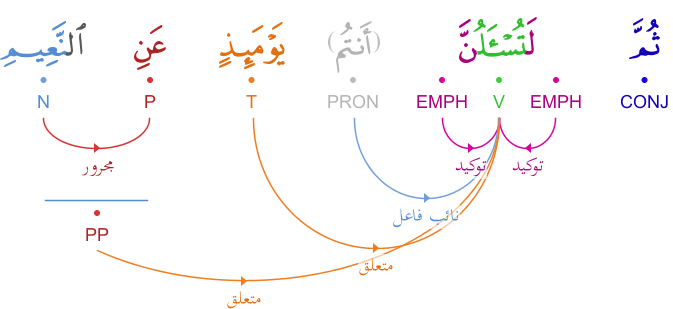 ثُمَّ لَتُسْـَٔلُنَّ (أَنتُم) يَوْمَئِذٍ عَنِ ٱلنَّعِيمِ
CONJ EMPH V EMPH PRON T P N
توكيد توكيد مجرور
نائب فاعل
PP
متعلق
متعلق